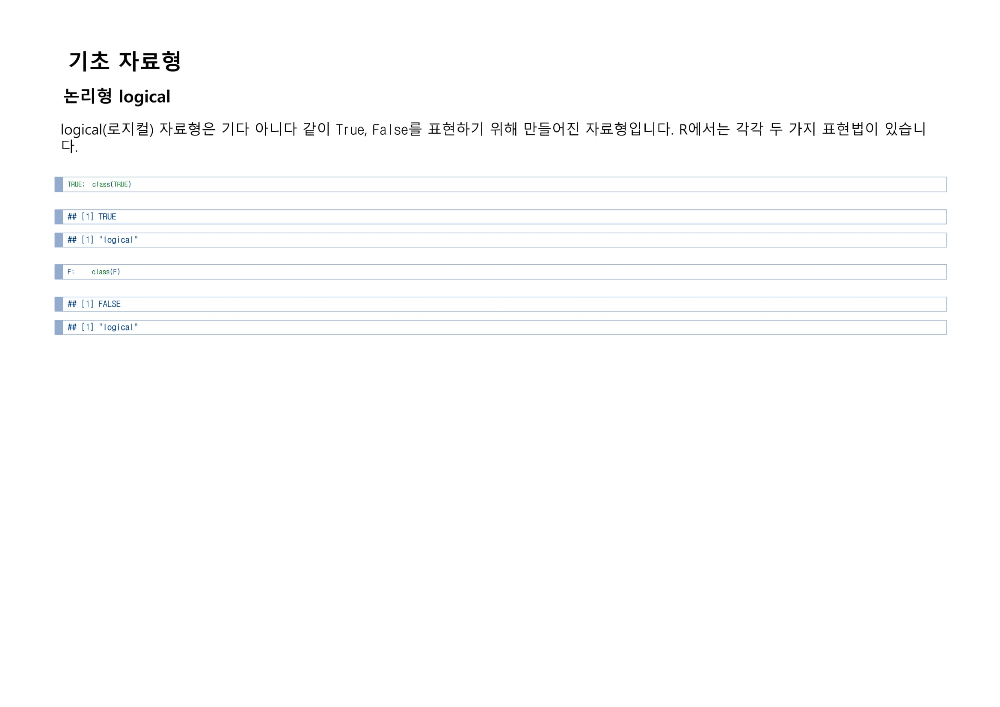 기초 자료형
논리형 logical
logical(로지컬) 자료형은 기다 아니다 같이 True, False를 표현하기 위해 만들어진 자료형입니다. R에서는 각각 두 가지 표현법이 있습니
다.
TRUE; class(TRUE)
## [1] TRUE
## [1] "logical"
F; class(F)
## [1] FALSE
## [1] "logical"